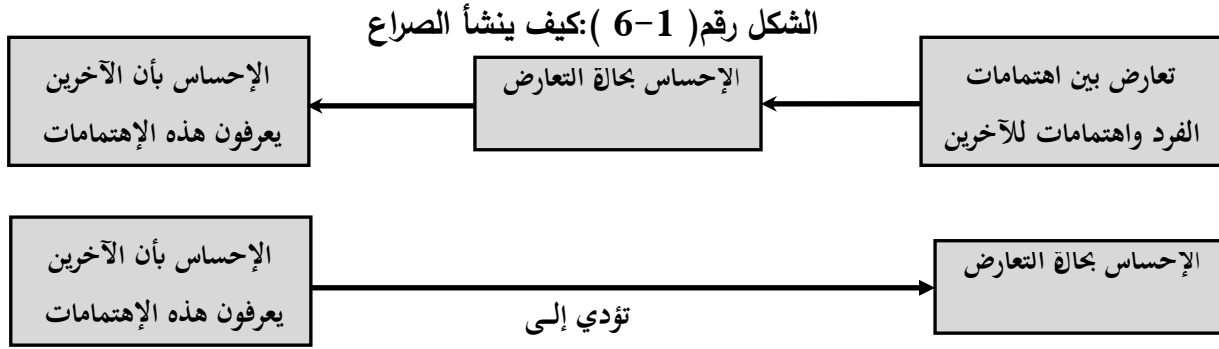 الشكل رقم( 1-6 ):كيف ينشأ الصراع
تعارض بين اهتمامات
الفرد واهتمامات للآخرين
الإحساس بحالة التعارض
الإحساس بأن الآخرين
يعرفون هذه الإهتمامات
الإحساس بحالة التعارض
الإحساس بأن الآخرين
يعرفون هذه الإهتمامات
تؤدي إلى